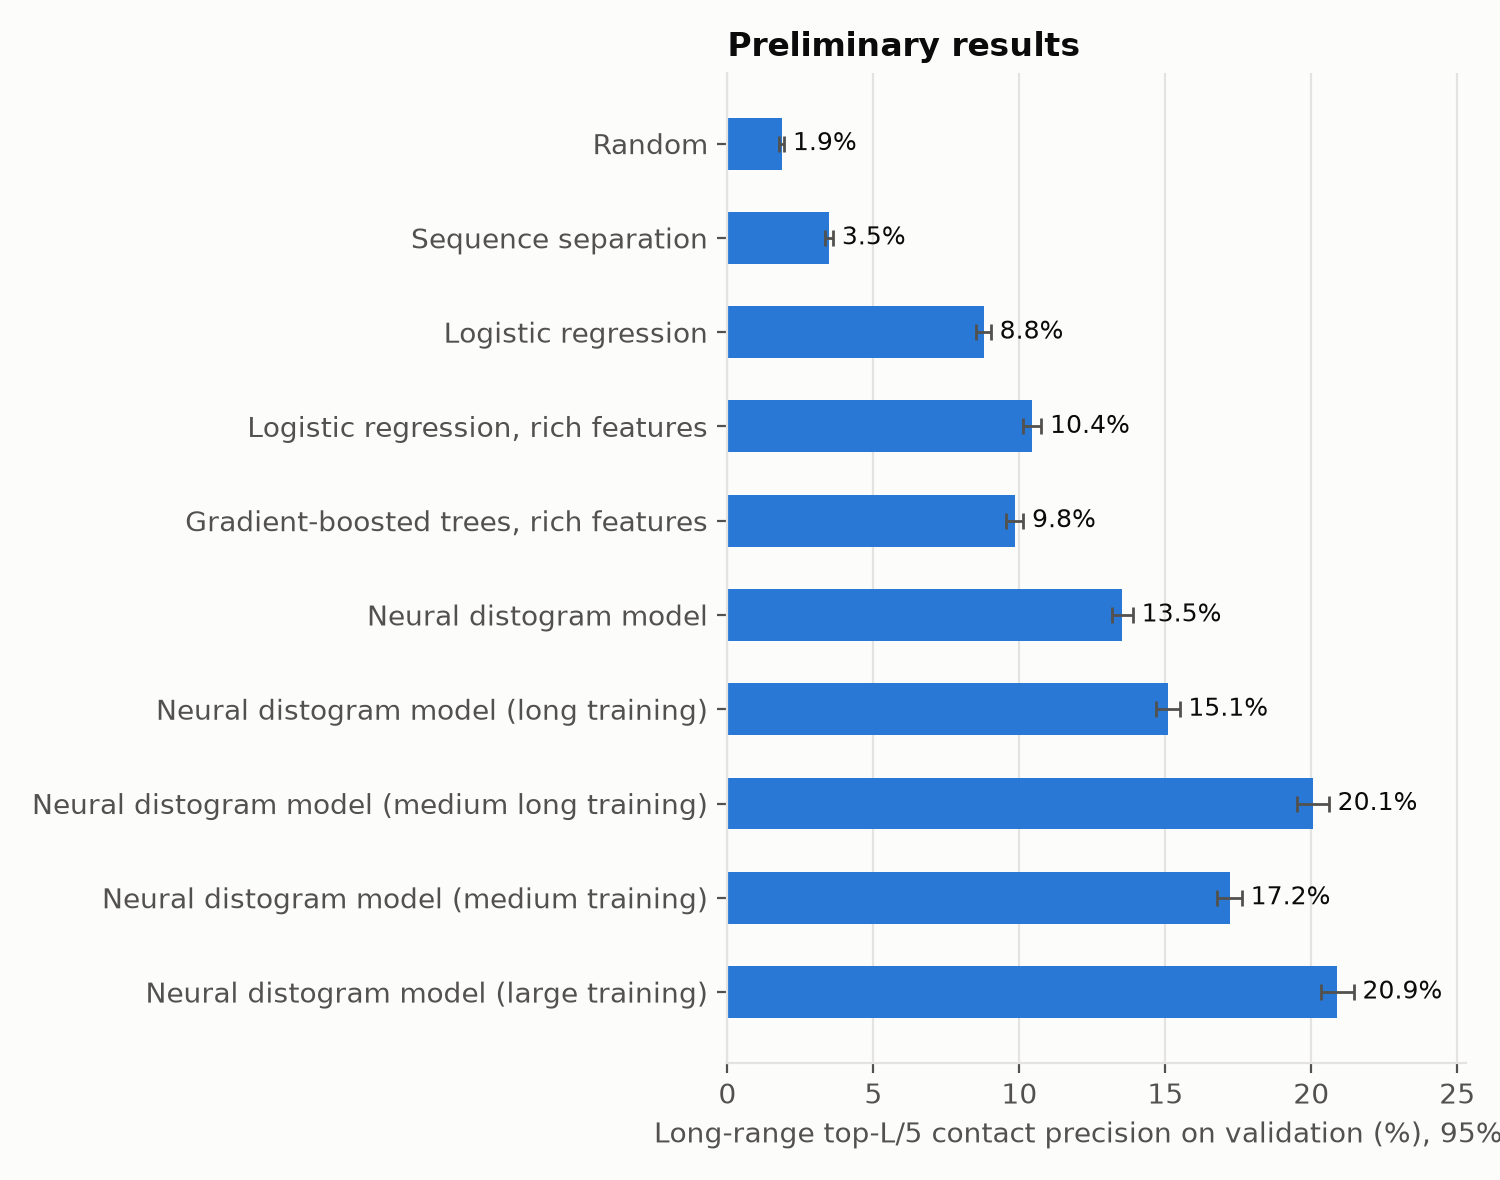 Preliminary results
Random
1.9%
Sequence separation
3.5%
Logistic regression
8.8%
Logistic regression, rich features
10.4%
Gradient-boosted trees, rich features
9.8%
Neural distogram model
13.5%
Neural distogram model (long training)
15.1%
Neural distogram model (medium long training)
20.1%
Neural distogram model (medium training)
17.2%
Neural distogram model (large training)
20.9%
0 5 10 15 20 25
Long-range top-L/5 contact precision on validation (%), 95%